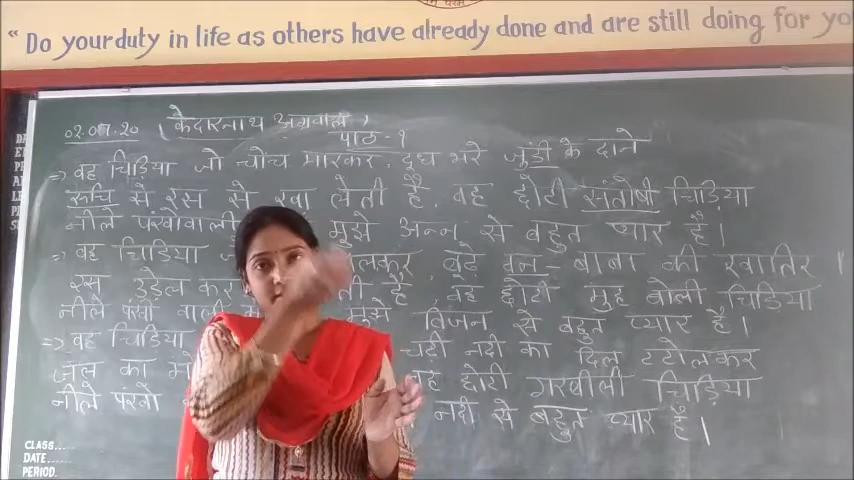 "Do your duty in life, as others have already done and are still doing for yo
02.07.20 (केदारनाथ अग्रवाल)
पाठ-१
=> वह चिड़िया जो चोंच मारकर, दूध भरे जुंडी के दाने
रूचि से रस से खा लेती है, वह छोटी संतोषी चिड़िया
नीले पंखोवाली मुझे अन्न से बहुत प्यार है।
=> वह चिड़िया बूढ़े वन-बाबा की खातिर
रस उड़ेल कर है, वह छोटी मुंह बोली चिड़िया
नीले पंखो वाली मुझे विजन से बहुत प्यार है।
=> वह चिड़िया चढ़ी नदी का दिल टटोलकर
जल का वह छोटी गरबीली चिड़िया
नीले पंखो नदी से बहुत प्यार है।
CLASS......
DATE......
PERIOD......